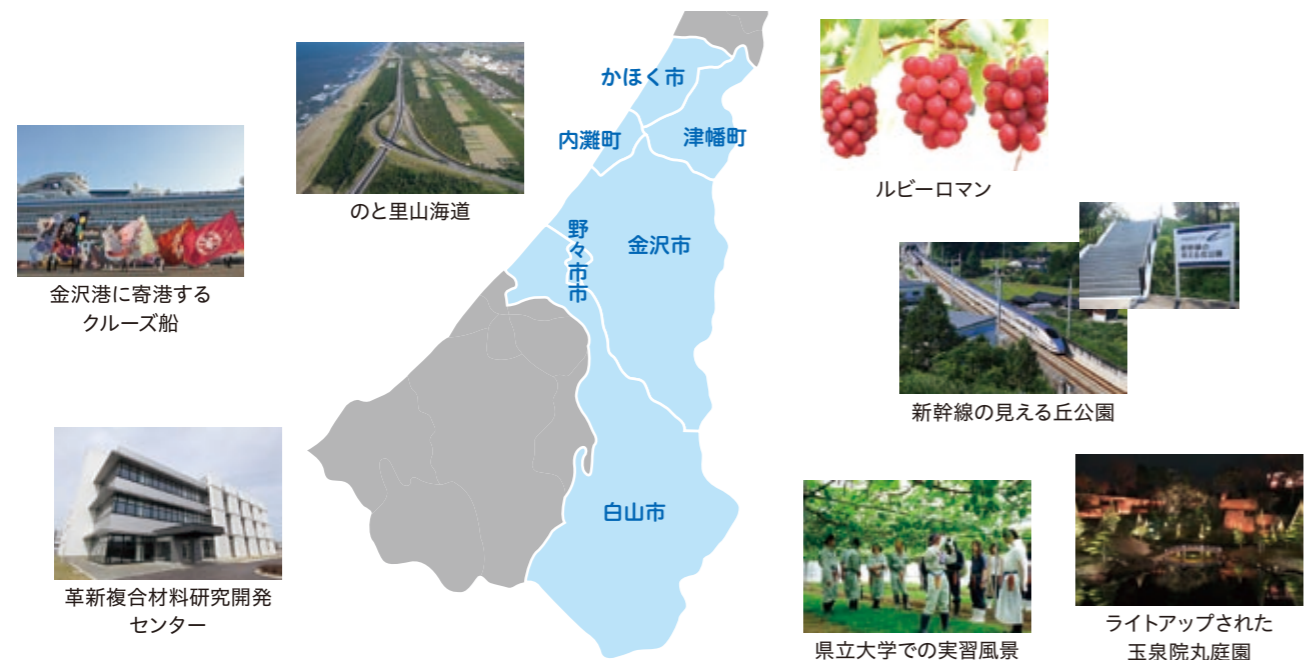 かほく市
内灘町
津幡町
野々市市
金沢市
白山市
のと里山海道
ルビーロマン
金沢港に寄港する
クルーズ船
新幹線の見える丘公園
革新複合材料研究開発
センター
県立大学での実習風景
ライトアップされた
玉泉院丸庭園